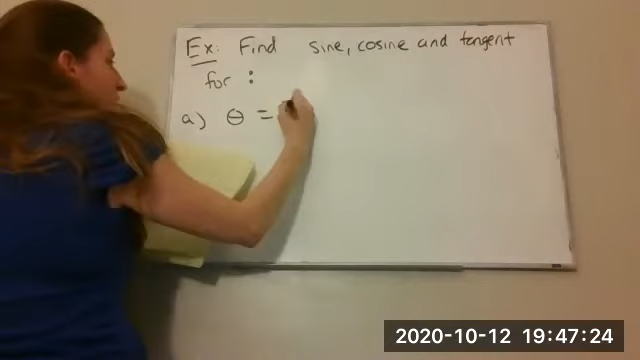 Ex: Find sine, cosine and tangent
for :
a) θ =
2020-10-12 19:47:24